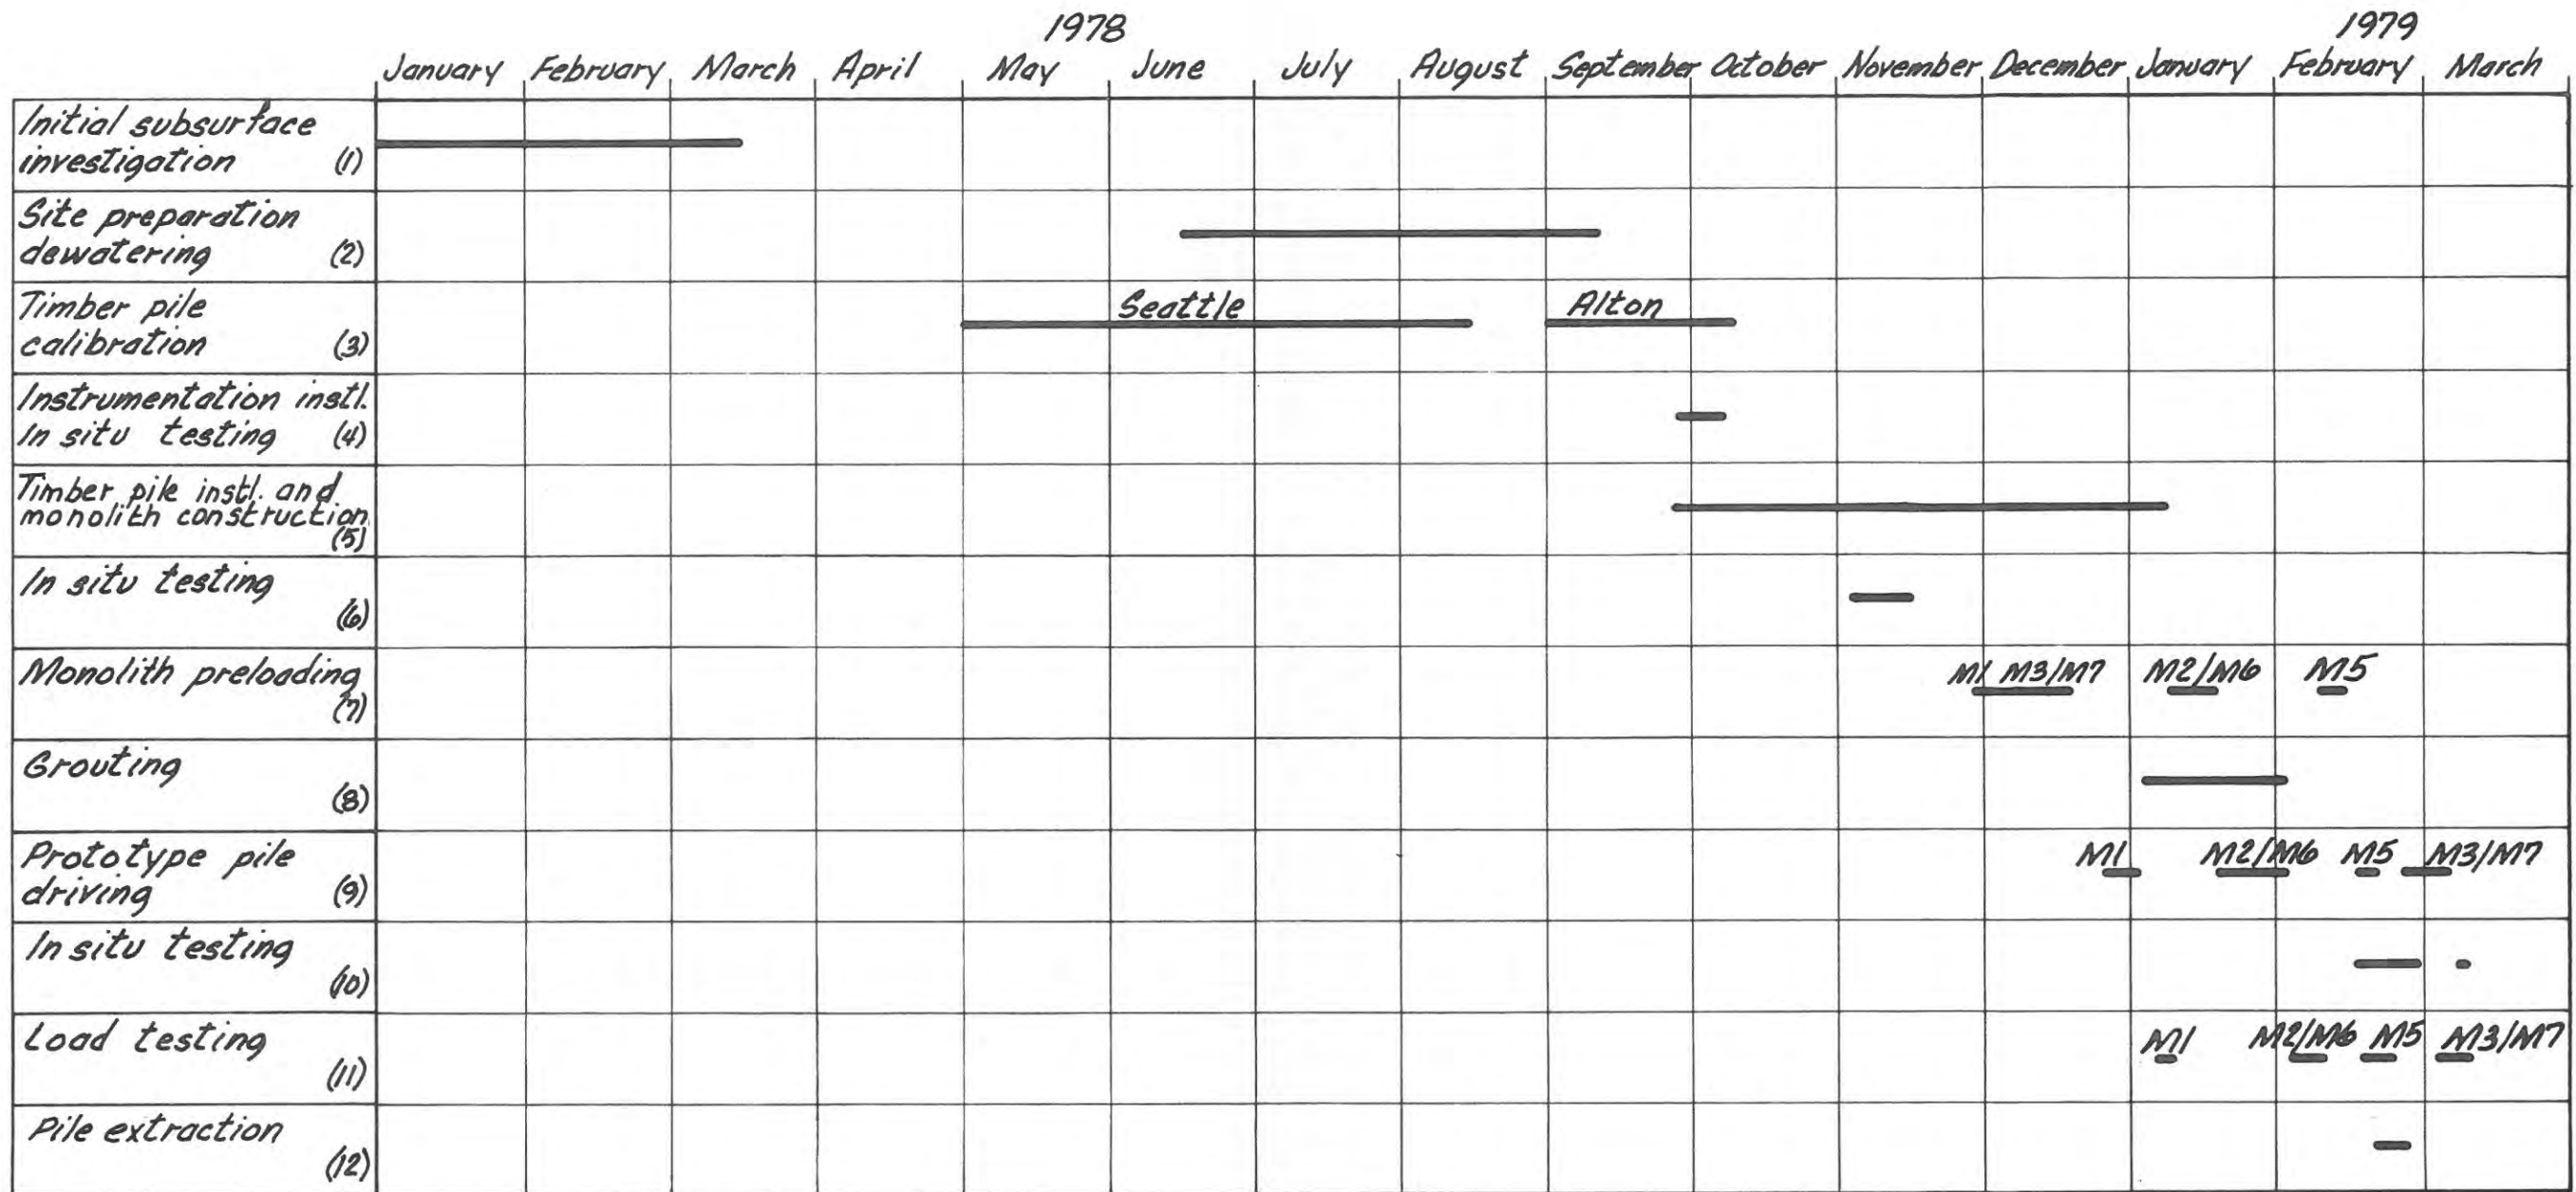 1978 1979
January February March April May June July August September October November December January February March
Initial subsurface
investigation (1)
Site preparation
dewatering (2)
Timber pile Seattle Alton
calibration (3)
Instrumentation instl.
In situ testing (4)
Timber pile instl. and
monolith construction
(5)
In situ testing
(6)
Monolith preloading M1 M3/M7 M2/M6 M5
(7)
Grouting
(8)
Prototype pile M1 M2/M6 M5 M3/M7
driving (9)
In situ testing
(10)
Load testing M1 M2/M6 M5 M3/M7
(11)
Pile extraction
(12)